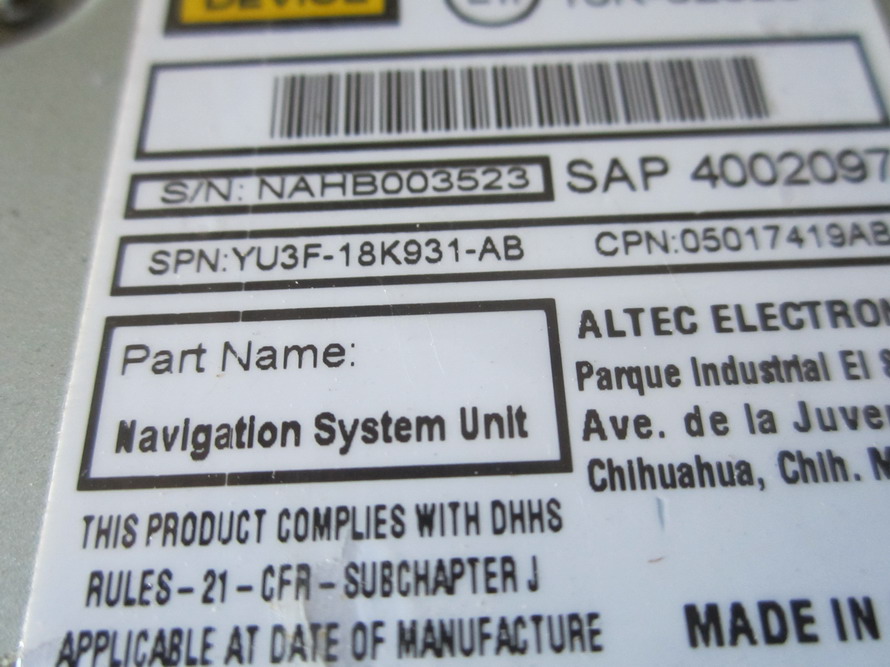 DEVICE
S/N: NAHB003523 SAP 4002097
SPN:YU3F-18K931-AB CPN:05017419AB
Part Name:
Navigation System Unit
ALTEC ELECTRON
Parque Industrial El S
Ave. de la Juve
Chihuahua, Chih. M
THIS PRODUCT COMPLIES WITH DHHS
RULES-21-CFR-SUBCHAPTER J
APPLICABLE AT DATE OF MANUFACTURE
MADE IN